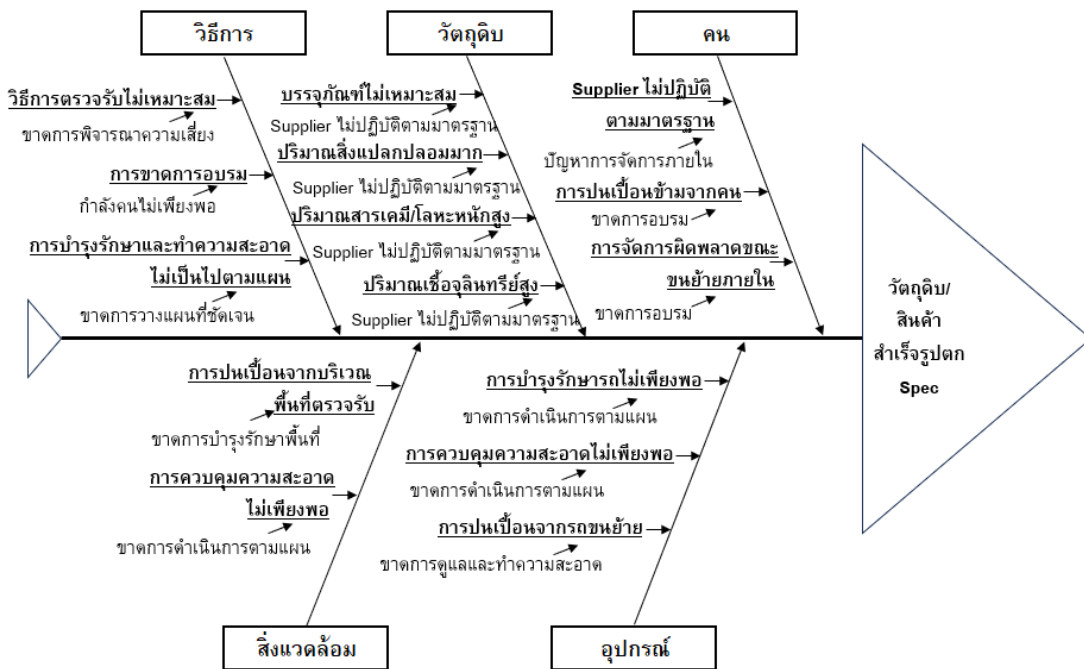 วิธีการ
วัตถุดิบ
คน
วิธีการตรวจรับไม่เหมาะสม
ขาดการพิจารณาความเสี่ยง
การขาดการอบรม
กำลังคนไม่เพียงพอ
การบำรุงรักษาและทำความสะอาด
ไม่เป็นไปตามแผน
ขาดการวางแผนที่ชัดเจน
บรรจุภัณฑ์ไม่เหมาะสม
Supplier ไม่ปฏิบัติตามมาตรฐาน
ปริมาณสิ่งแปลกปลอมมาก
Supplier ไม่ปฏิบัติตามมาตรฐาน
ปริมาณสารเคมี/โลหะหนักสูง
Supplier ไม่ปฏิบัติตามมาตรฐาน
ปริมาณเชื้อจุลินทรีย์สูง
Supplier ไม่ปฏิบัติตามมาตรฐาน
Supplier ไม่ปฏิบัติ
ตามมาตรฐาน
ปัญหาการจัดการภายใน
การปนเปื้อนข้ามจากคน
ขาดการอบรม
การจัดการผิดพลาดขณะ
ขนย้ายภายใน
ขาดการอบรม
วัตถุดิบ/
สินค้า
สำเร็จรูปตก
Spec
การปนเปื้อนจากบริเวณ
พื้นที่ตรวจรับ
ขาดการบำรุงรักษาพื้นที่
การควบคุมความสะอาด
ไม่เพียงพอ
ขาดการดำเนินการตามแผน
การบำรุงรักษารถไม่เพียงพอ
ขาดการดำเนินการตามแผน
การควบคุมความสะอาดไม่เพียงพอ
ขาดการดำเนินการตามแผน
การปนเปื้อนจากรถขนย้าย
ขาดการดูแลและทำความสะอาด
สิ่งแวดล้อม
อุปกรณ์